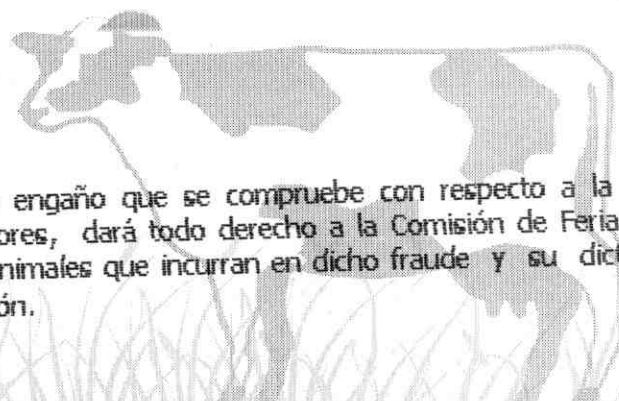 engaño que se compruebe con respecto a la
ores, dará todo derecho a la Comisión de Feria
nimales que incurran en dicho fraude y su dict
ón.